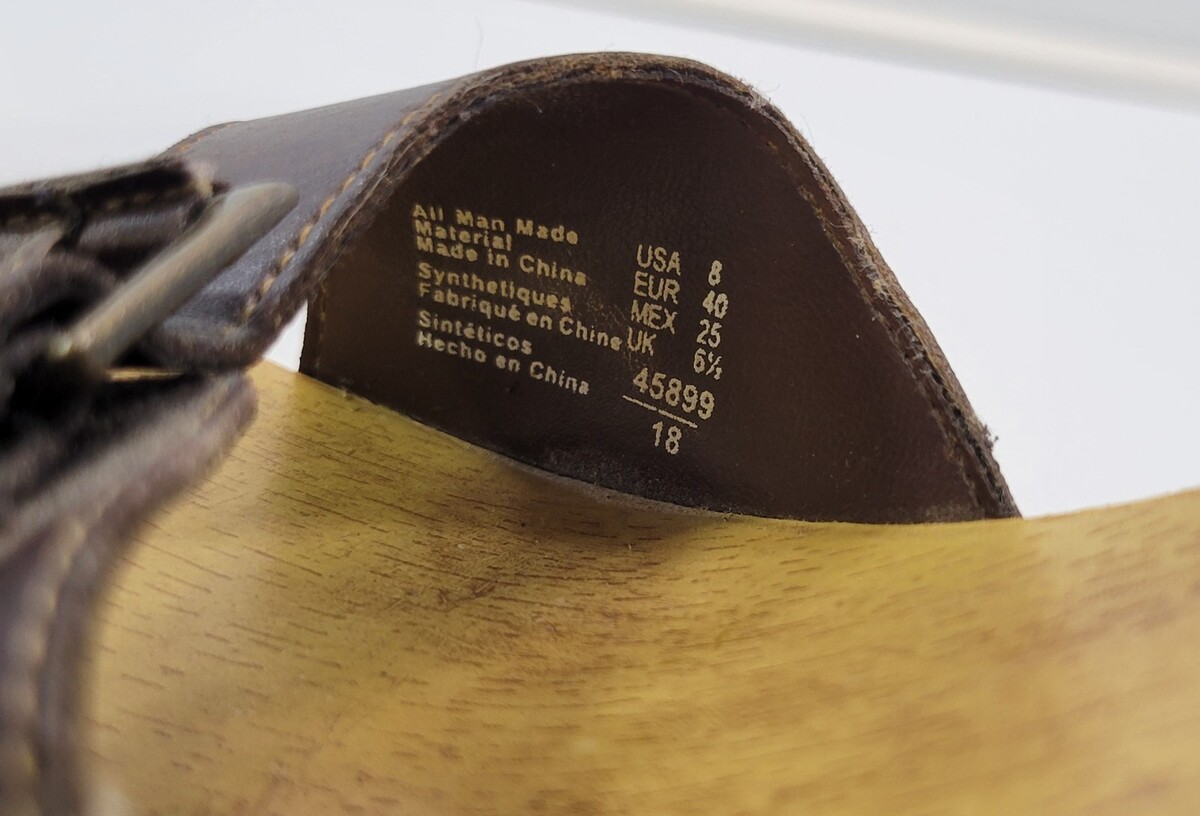 All Man Made
Material
Made in China
Synthetiques
Fabriqué en Chine
Sintéticos
Hecho en China
USA 8
EUR 40
MEX 25
UK 6½
45899
18